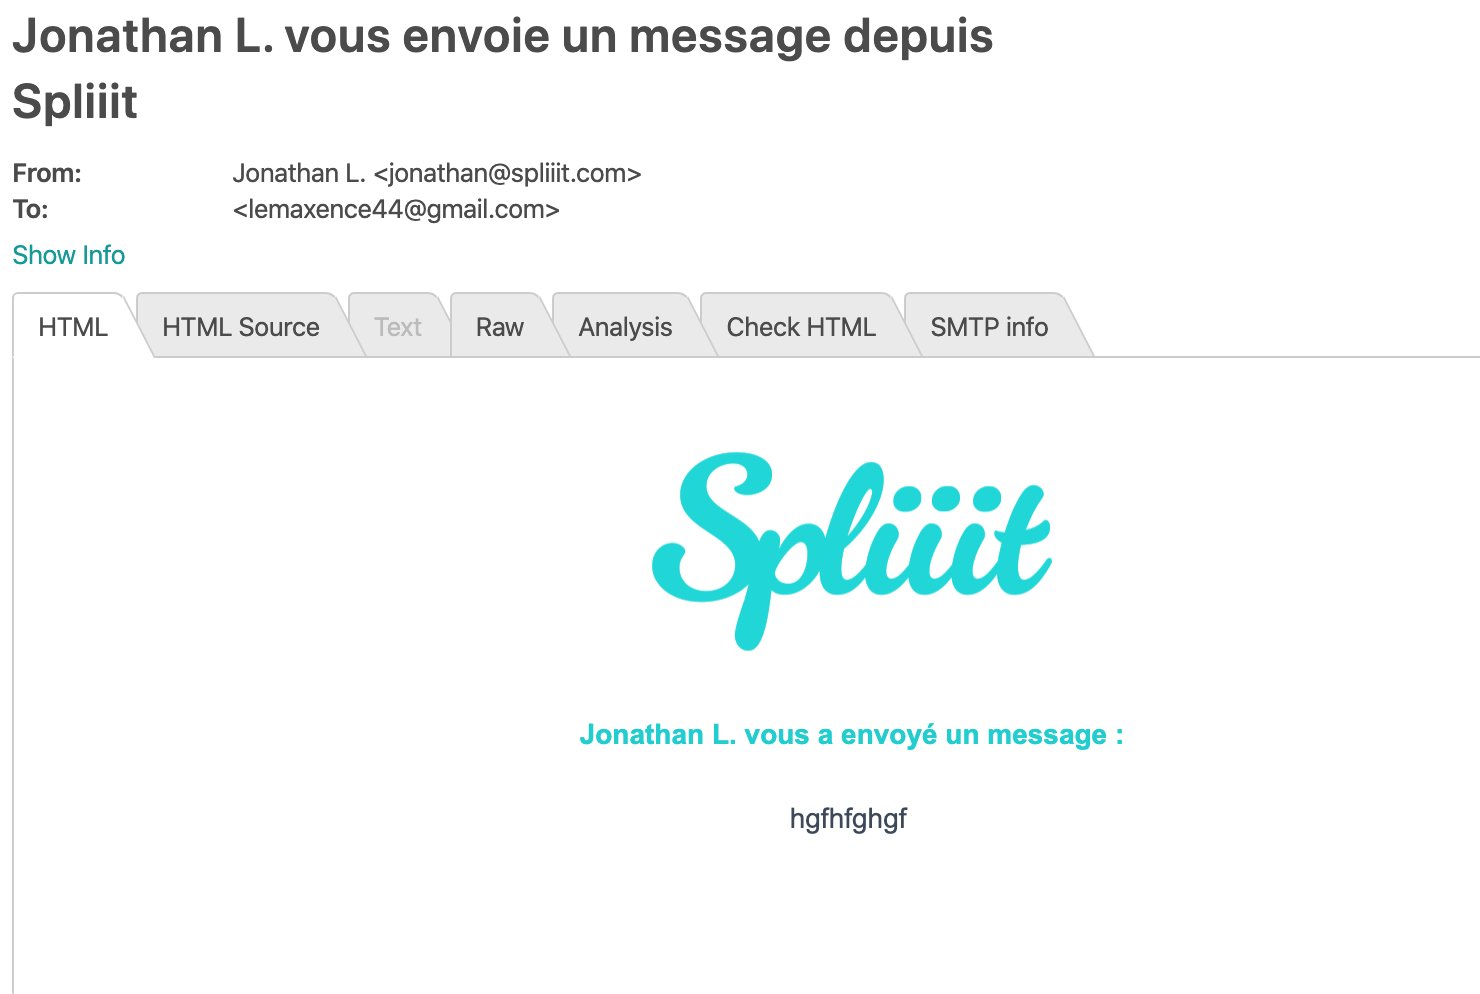 Jonathan L. vous envoie un message depuis
Spliiit
From: Jonathan L. <jonathan@spliiit.com>
To: <lemaxence44@gmail.com>
Show Info
HTML HTML Source Text Raw Analysis Check HTML SMTP info
Spliiit
Jonathan L. vous a envoyé un message :
hgfhfghgf